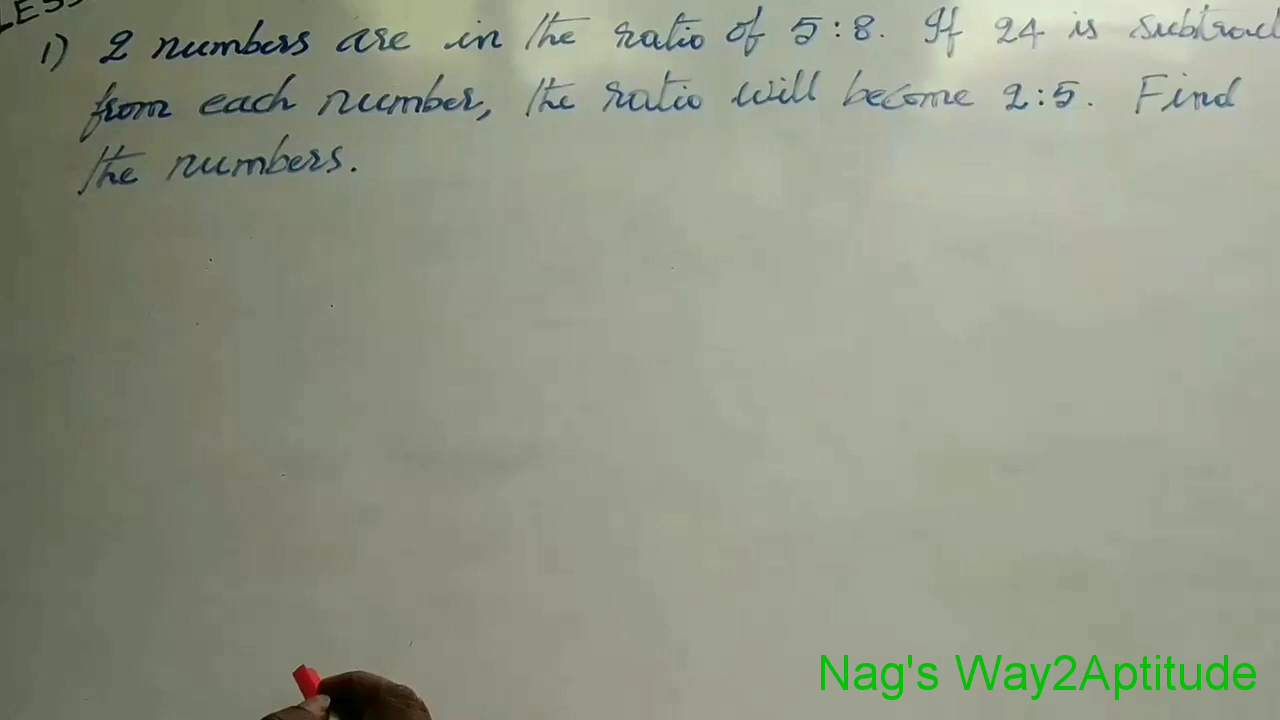 LESS
1) 2 numbers are in the ratio of 5:8. If 24 is subtract
from each number, the ratio will become 2:5. Find
the numbers.
Nag's Way2Aptitude